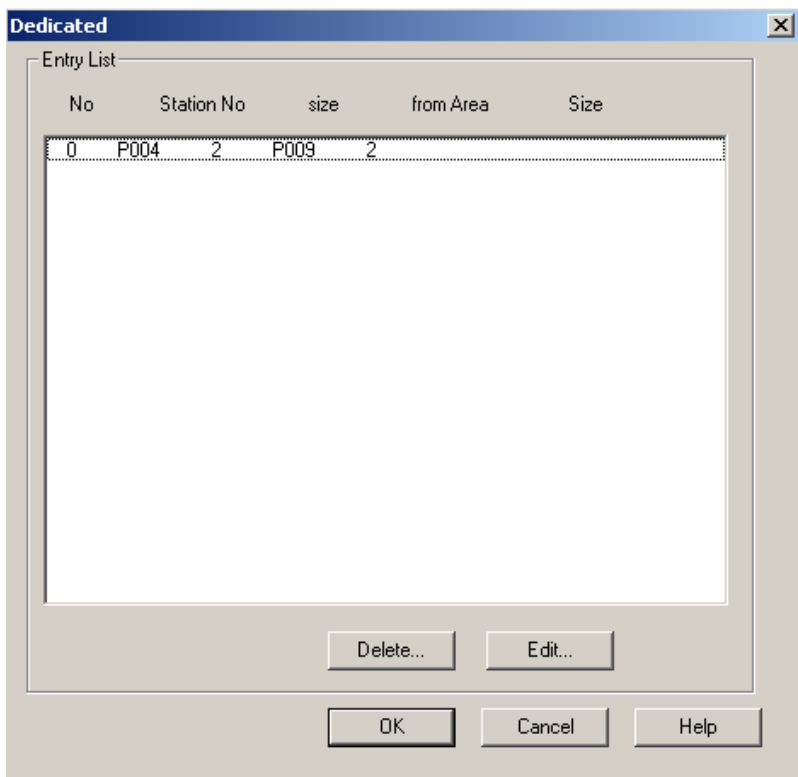 Dedicated
Entry List
No Station No size from Area Size
0 P004 2 P009 2
Delete... Edit...
OK Cancel Help